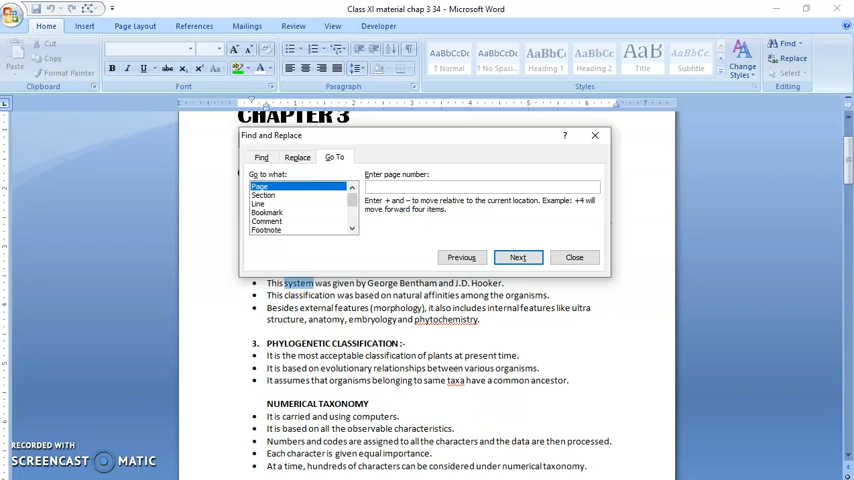 Class XI material chap 3 34 - Microsoft Word
Home Insert Page Layout References Mailings Review View Developer
Paste
Cut
Copy
Format Painter
Clipboard
B I U abc X₂ X² Aa
Font
Paragraph
AaBbCcDc AaBbCcDc AaBbC AaBbCc AaB AaBbCcL
¶ Normal ¶ No Spaci... Heading 1 Heading 2 Title Subtitle
Change Styles
Styles
Find
Replace
Select
Editing
CHAPTER 3
Find and Replace
Find Replace Go To
Go to what:
Page
Section
Line
Bookmark
Comment
Footnote
Enter page number:
Enter + and – to move relative to the current location. Example: +4 will
move forward four items.
Previous Next Close
• This system was given by George Bentham and J.D. Hooker.
• This classification was based on natural affinities among the organisms.
• Besides external features (morphology), it also includes internal features like ultra
structure, anatomy, embryology and phytochemistry.
3. PHYLOGENETIC CLASSIFICATION :-
• It is the most acceptable classification of plants at present time.
• It is based on evolutionary relationships between various organisms.
• It assumes that organisms belonging to same taxa have a common ancestor.
NUMERICAL TAXONOMY
• It is carried and using computers.
• It is based on all the observable characteristics.
• Numbers and codes are assigned to all the characters and the data are then processed.
• Each character is given equal importance.
• At a time, hundreds of characters can be considered under numerical taxonomy.
RECORDED WITH
SCREENCAST MATIC